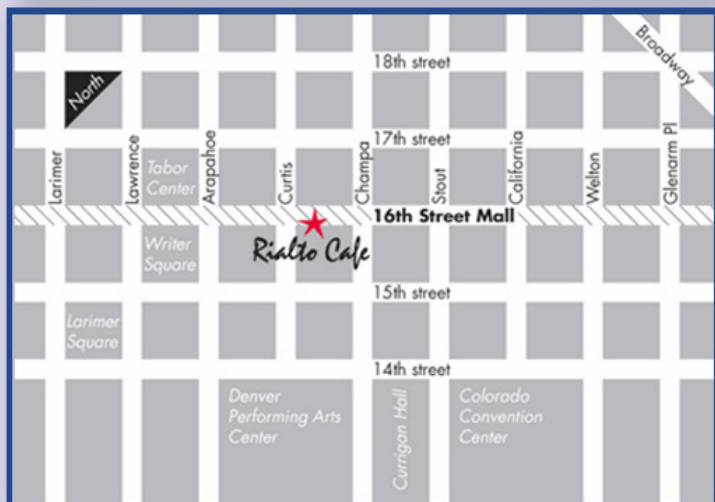 Broadway
18th street
North
17th street
Larimer
Lawrence
Tabor
Center
Arapahoe
Curtis
Champa
Stout
California
Welton
Glenarm Pl
16th Street Mall
Writer
Square
Rialto Cafe
15th street
Larimer
Square
14th street
Denver
Performing Arts
Center
Currigan Hall
Colorado
Convention
Center